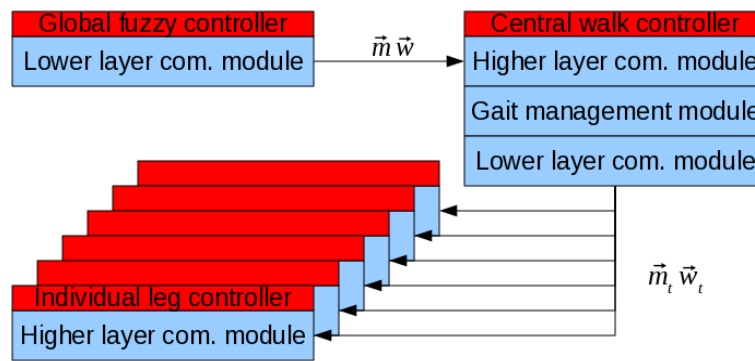 Global fuzzy controller
Lower layer com. module
m⃗ w⃗
Central walk controller
Higher layer com. module
Gait management module
Lower layer com. module
m⃗ₜ w⃗ₜ
Individual leg controller
Higher layer com. module